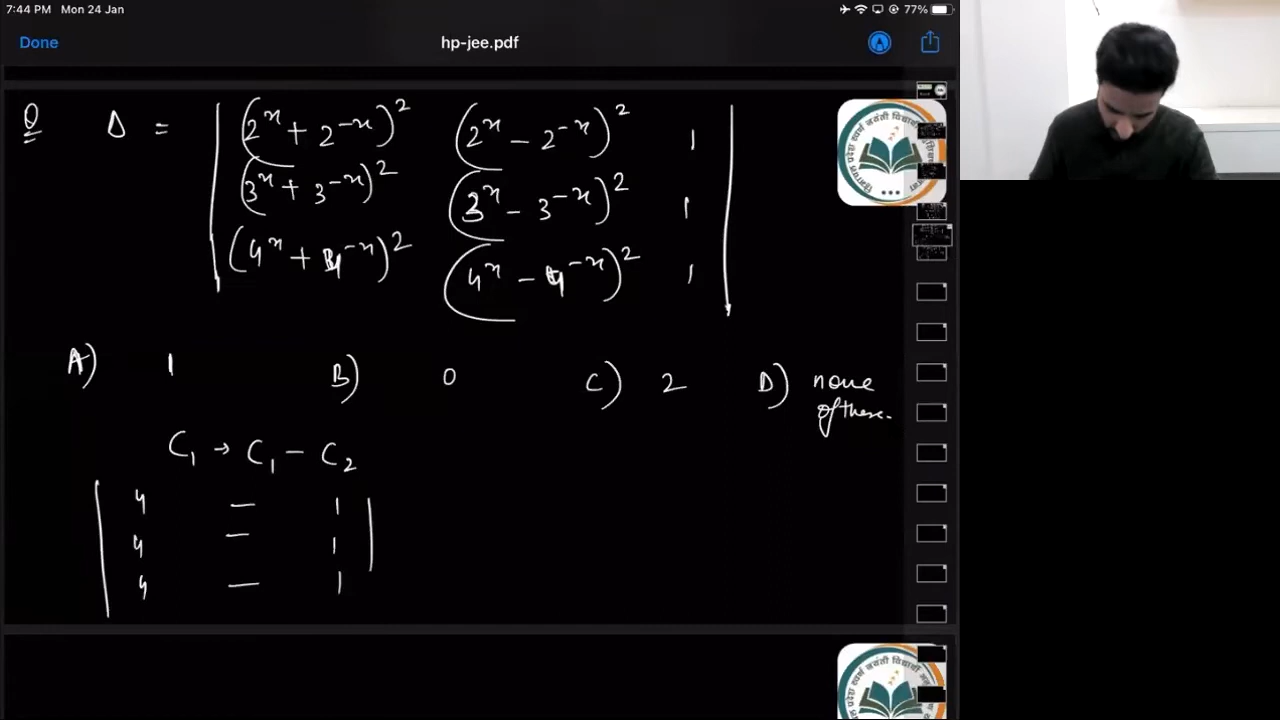 7:44 PM Mon 24 Jan
77%
Done
hp-jee.pdf
Q Δ = | (2^x + 2^-x)^2 (2^x - 2^-x)^2 1 |
| (3^x + 3^-x)^2 (3^x - 3^-x)^2 1 |
| (4^x + 4^-x)^2 (4^x - 4^-x)^2 1 |
A) 1 B) 0 C) 2 D) none
of these.
C1 → C1 - C2
| 4 — 1 |
| 4 — 1 |
| 4 — 1 |